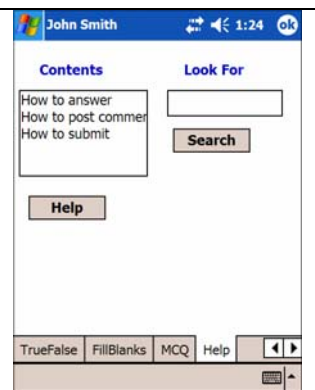 John Smith 1:24 ok
Contents Look For
How to answer
How to post commer
How to submit
Search
Help
TrueFalse FillBlanks MCQ Help